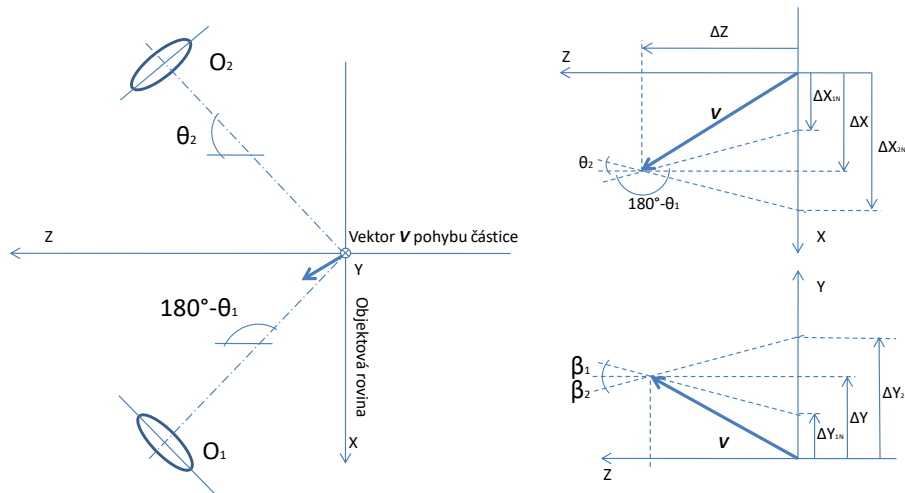 O₂
θ₂
Z
Vektor V pohybu částice
Y
180°-θ₁
Objektová rovina
X
O₁
ΔZ
Z
V
ΔX₁ₙ
ΔX
ΔX₂ₙ
θ₂
180°-θ₁
X
Y
β₁
β₂
ΔY₁ₙ
ΔY
ΔY₂
V
Z